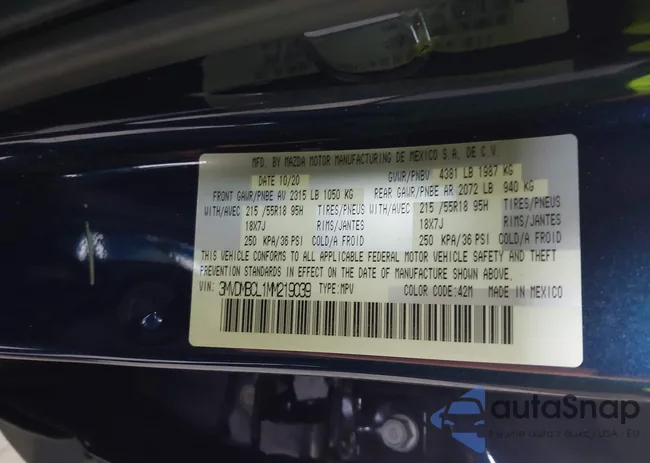 MFD. BY MAZDA MOTOR MANUFACTURING DE MEXICO S.A. DE C.V.
DATE 10/20 GVWR/PNBV 4381 LB 1987 KG
FRONT GAWR/PNBE AV 2315 LB 1050 KG REAR GAWR/PNBE AR 2072 LB 940 KG
WITH/AVEC 215 /55R18 95H TIRES/PNEUS WITH/AVEC 215 /55R18 95H TIRES/PNEUS
18X7J RIMS/JANTES 18X7J RIMS/JANTES
250 KPA/36 PSI COLD/A FROID 250 KPA/36 PSI COLD/A FROID
THIS VEHICLE CONFORMS TO ALL APPLICABLE FEDERAL MOTOR VEHICLE SAFETY AND THEFT
PREVENTION STANDARDS IN EFFECT ON THE DATE OF MANUFACTURE SHOWN ABOVE.
VIN: 3MVDMBCL1MM219039 TYPE:MPV COLOR CODE:42M MADE IN MEXICO
autaSnap
USA - EU